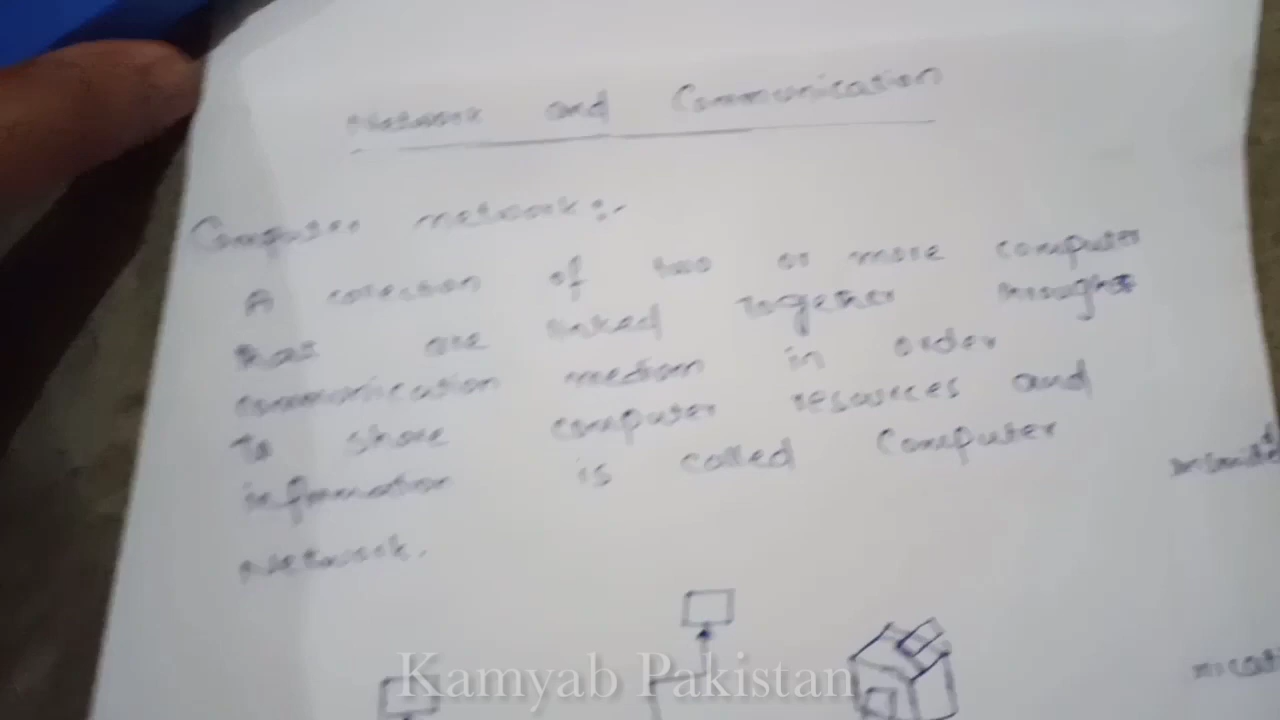 Network and Communication
Computer network:-
A collection of two or more computer
that are linked together through
communication medium in order
to share computer resources and
information is called Computer
Network.
Kamyab Pakistan